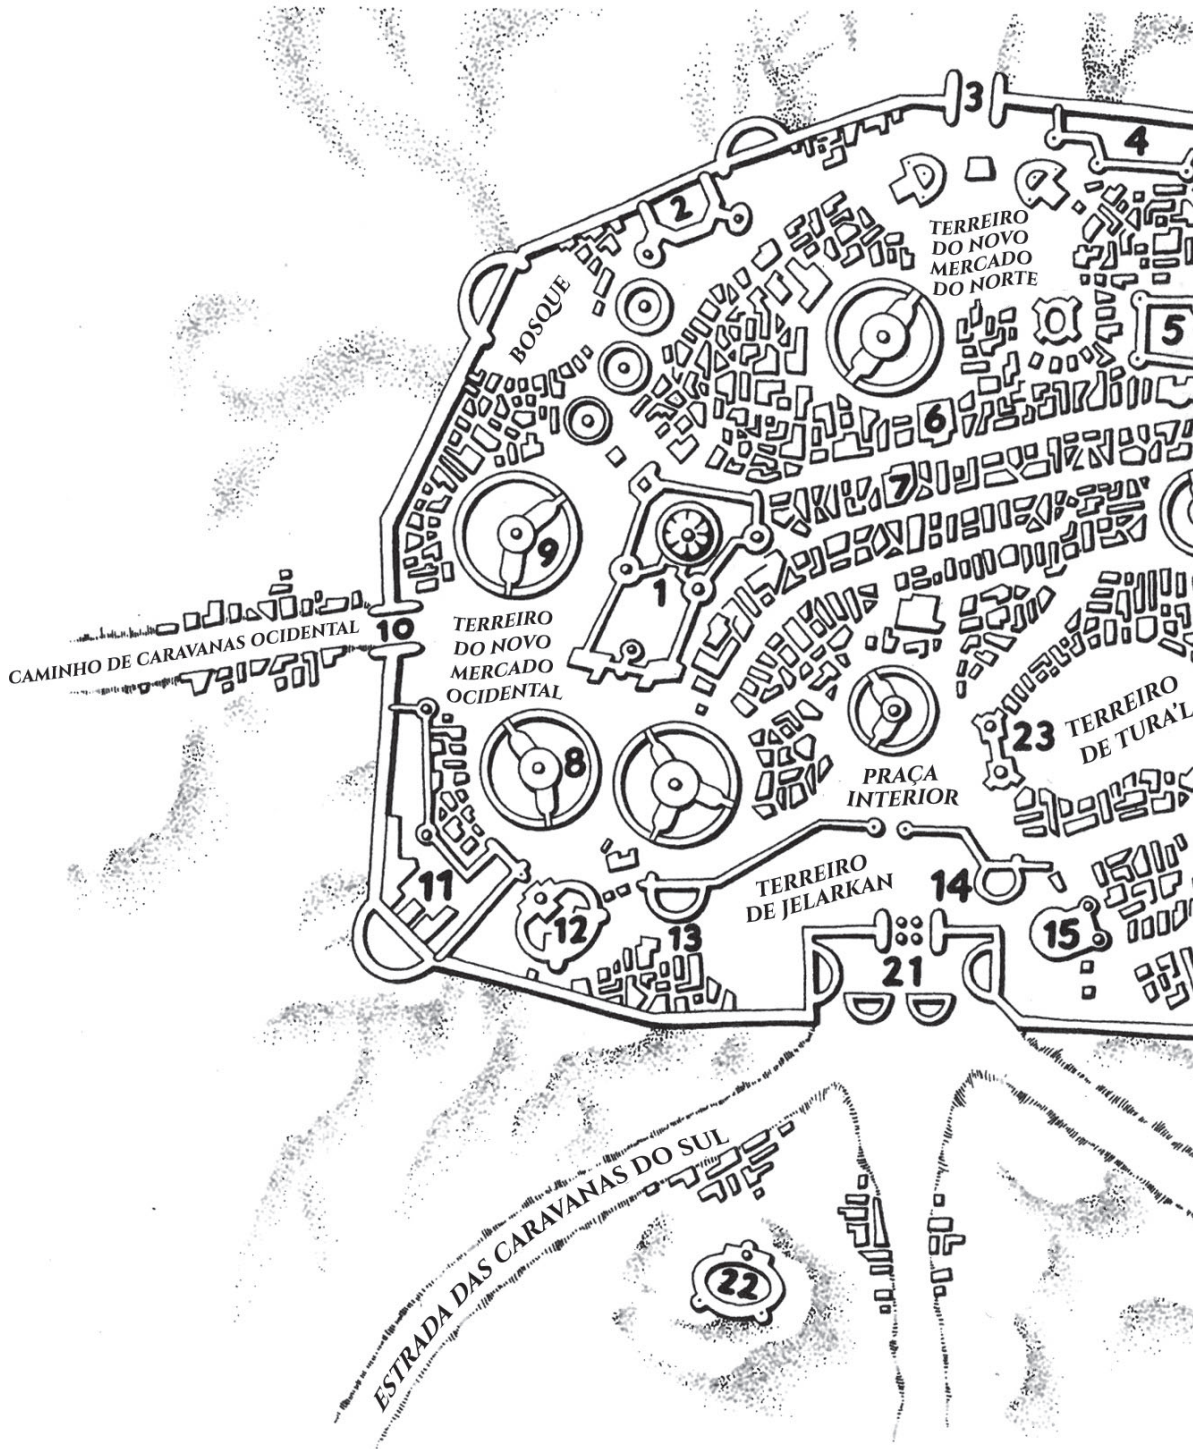 3
4
2
TERREIRO
DO NOVO
MERCADO
DO NORTE
BOSQUE
5
6
7
9
1
10
CAMINHO DE CARAVANAS OCIDENTAL
TERREIRO
DO NOVO
MERCADO
OCIDENTAL
23
TERREIRO
DE TURA'L
8
PRAÇA
INTERIOR
TERREIRO
DE JELARKAN
14
11
12
13
15
21
ESTRADA DAS CARAVANAS DO SUL
22